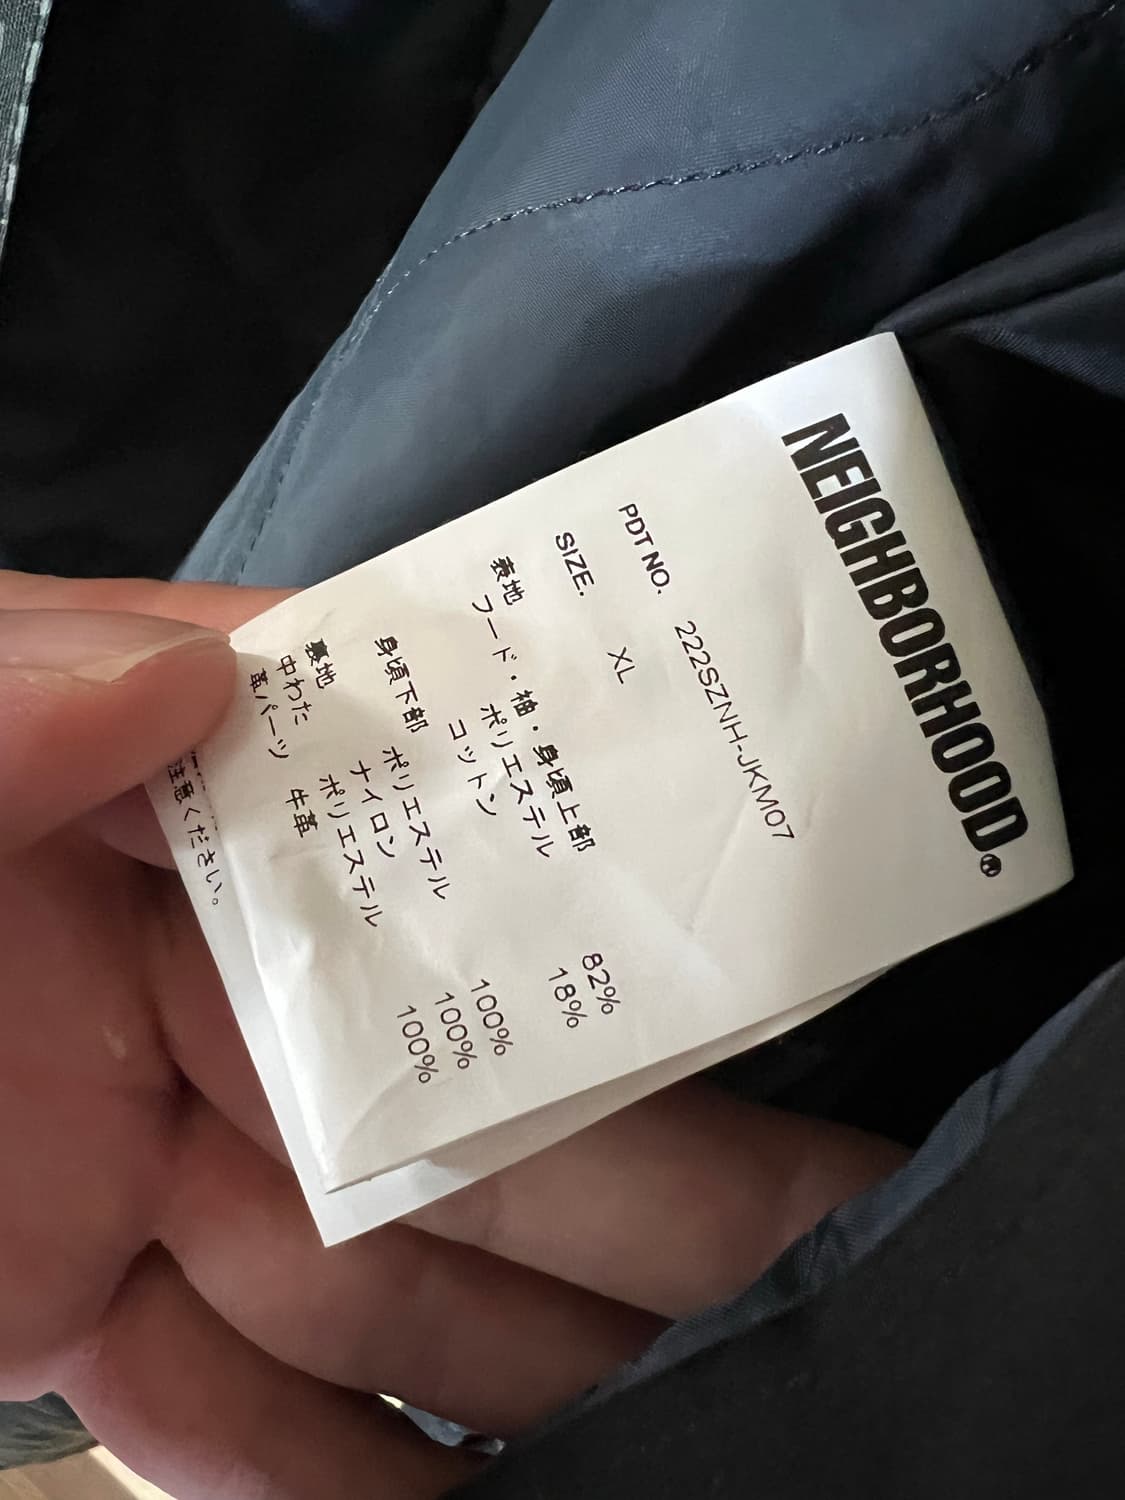 NEIGHBORHOOD.
PDT NO. 222SZNH-JKM07
SIZE. XL
表地
フード・袖・身頃上部
ポリエステル 82%
コットン 18%
身頃下部 ポリエステル 100%
裏地 ナイロン 100%
中わた ポリエステル 100%
革パーツ 牛革
注意ください。